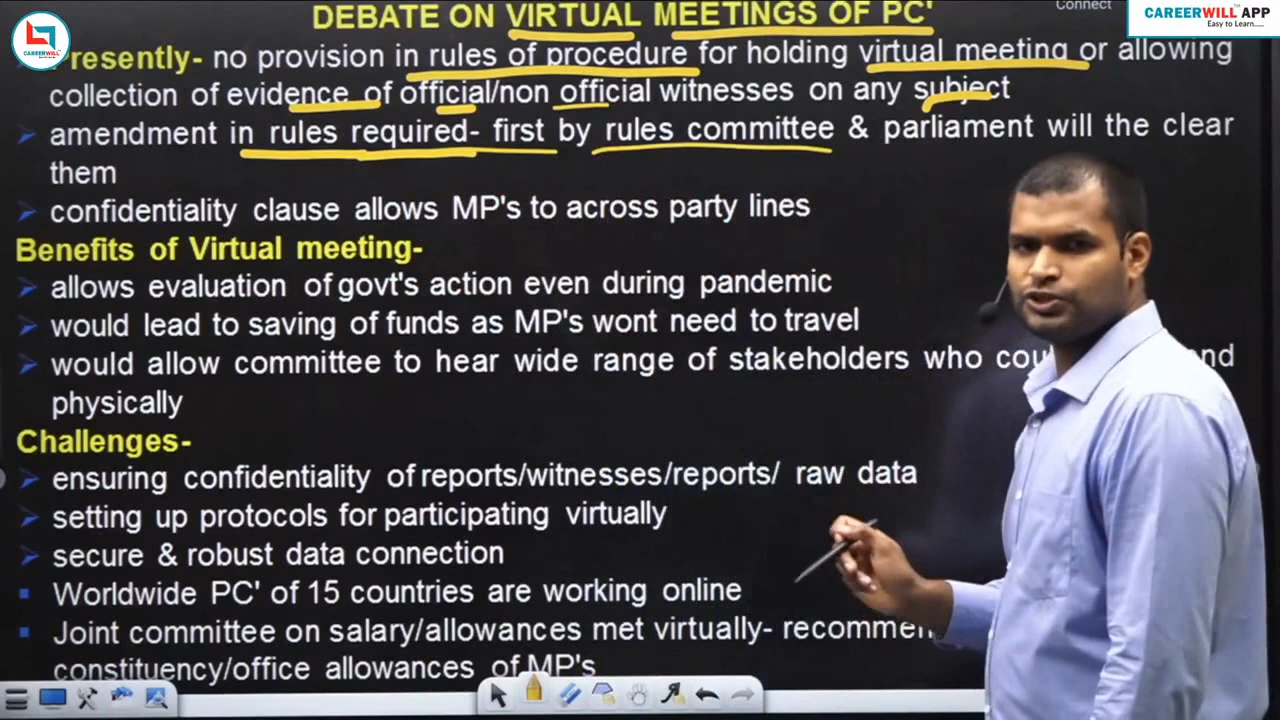 Connect
CAREERWILL APP
Easy to Learn.....
CAREERWILL
DEBATE ON VIRTUAL MEETINGS OF PC'
Presently- no provision in rules of procedure for holding virtual meeting or allowing
collection of evidence of official/non official witnesses on any subject
amendment in rules required- first by rules committee & parliament will the clear
them
confidentiality clause allows MP's to across party lines
Benefits of Virtual meeting-
allows evaluation of govt's action even during pandemic
would lead to saving of funds as MP's wont need to travel
would allow committee to hear wide range of stakeholders who
physically
Challenges-
ensuring confidentiality of reports/witnesses/reports/ raw data
setting up protocols for participating virtually
secure & robust data connection
Worldwide PC' of 15 countries are working online
Joint committee on salary/allowances met virtually-
constituency/office allowances of MP's